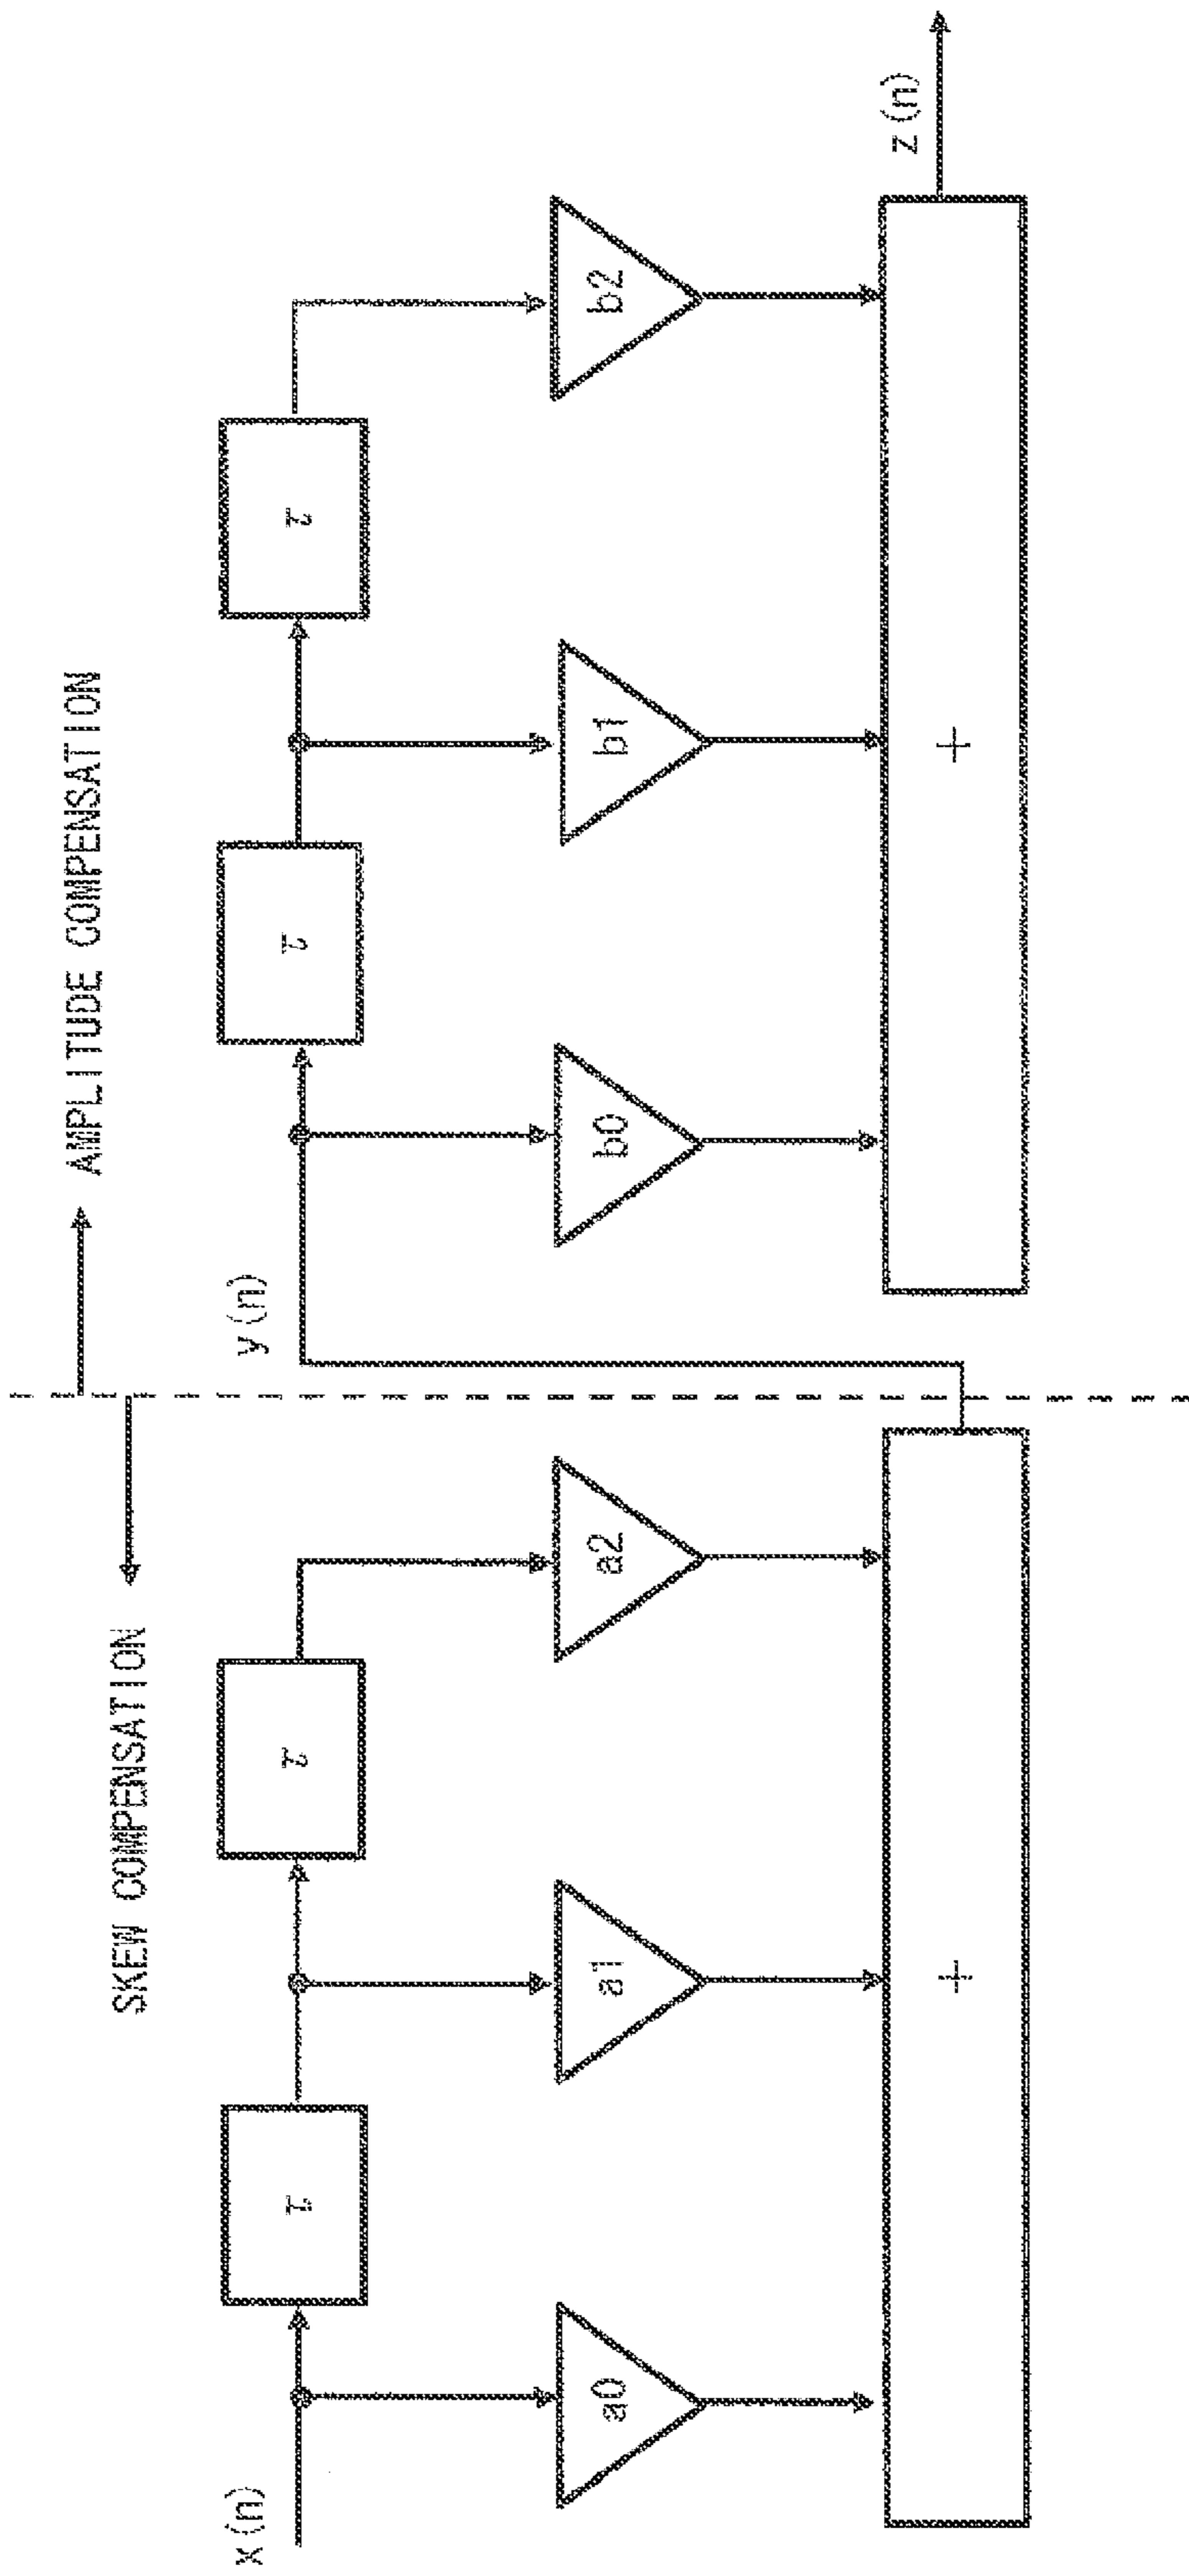 SKEW COMPENSATION
AMPLITUDE COMPENSATION
x(n)
τ
τ
y(n)
τ
τ
a0
a1
a2
b0
b1
b2
+
+
z(n)